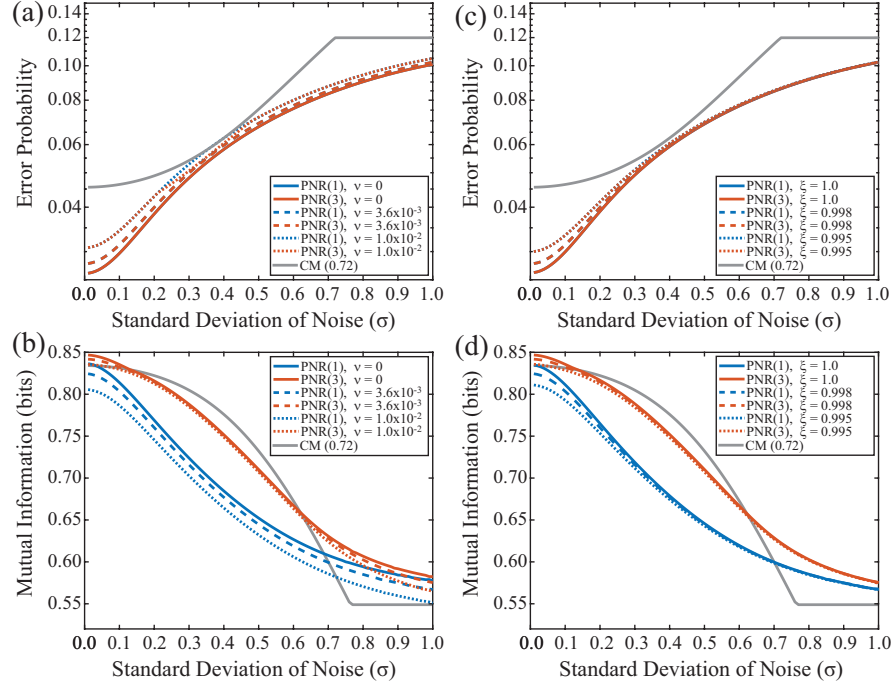 (a)
0.14
0.12
0.10
0.08
0.06
0.04
Error Probability
PNR(1), ν = 0
PNR(3), ν = 0
PNR(1), ν = 3.6x10⁻³
PNR(3), ν = 3.6x10⁻³
PNR(1), ν = 1.0x10⁻²
PNR(3), ν = 1.0x10⁻²
CM (0.72)
0.0 0.1 0.2 0.3 0.4 0.5 0.6 0.7 0.8 0.9 1.0
Standard Deviation of Noise (σ)
(c)
0.14
0.12
0.10
0.08
0.06
0.04
Error Probability
PNR(1), ξ = 1.0
PNR(3), ξ = 1.0
PNR(1), ξ = 0.998
PNR(3), ξ = 0.998
PNR(1), ξ = 0.995
PNR(3), ξ = 0.995
CM (0.72)
0.0 0.1 0.2 0.3 0.4 0.5 0.6 0.7 0.8 0.9 1.0
Standard Deviation of Noise (σ)
(b)
0.85
0.80
0.75
0.70
0.65
0.60
0.55
Mutual Information (bits)
PNR(1), ν = 0
PNR(3), ν = 0
PNR(1), ν = 3.6x10⁻³
PNR(3), ν = 3.6x10⁻³
PNR(1), ν = 1.0x10⁻²
PNR(3), ν = 1.0x10⁻²
CM (0.72)
0.0 0.1 0.2 0.3 0.4 0.5 0.6 0.7 0.8 0.9 1.0
Standard Deviation of Noise (σ)
(d)
0.85
0.80
0.75
0.70
0.65
0.60
0.55
Mutual Information (bits)
PNR(1), ξ = 1.0
PNR(3), ξ = 1.0
PNR(1), ξ = 0.998
PNR(3), ξ = 0.998
PNR(1), ξ = 0.995
PNR(3), ξ = 0.995
CM (0.72)
0.0 0.1 0.2 0.3 0.4 0.5 0.6 0.7 0.8 0.9 1.0
Standard Deviation of Noise (σ)